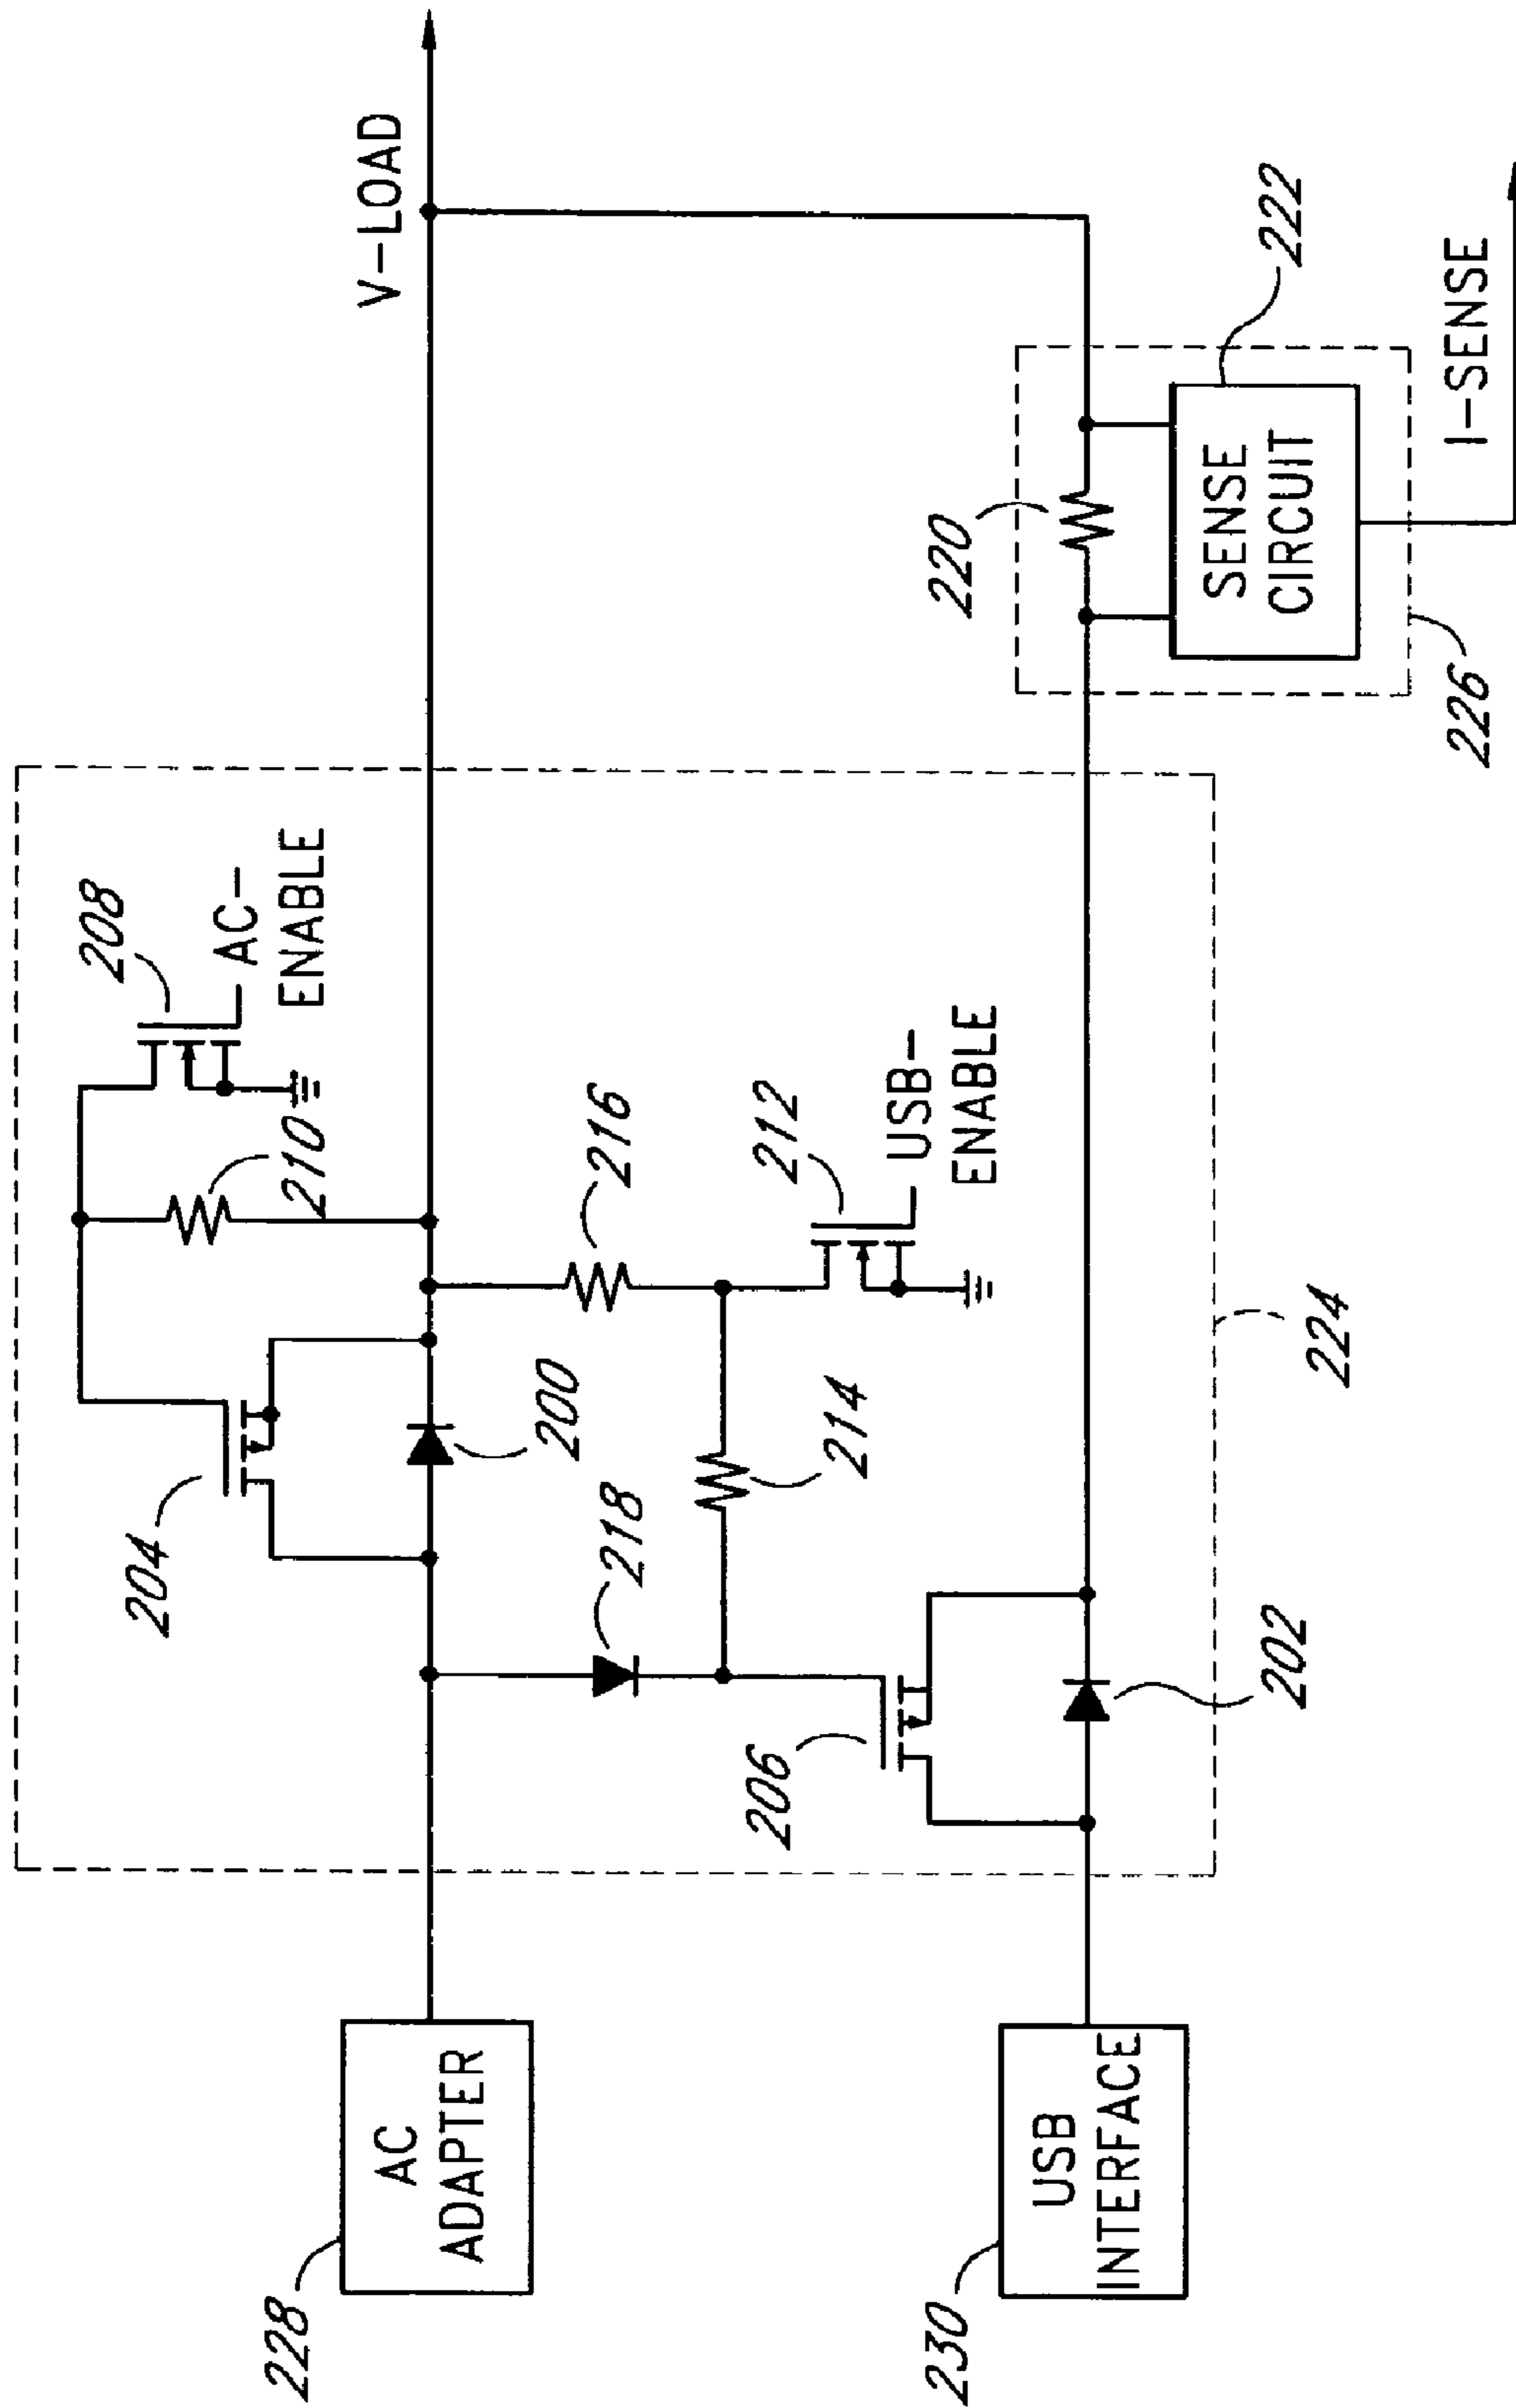 228
AC
ADAPTER
230
USB
INTERFACE
204
200
210
208
AC-
ENABLE
V-LOAD
218
214
216
212
USB-
ENABLE
206
202
224
220
SENSE
CIRCUIT
222
226
I-SENSE